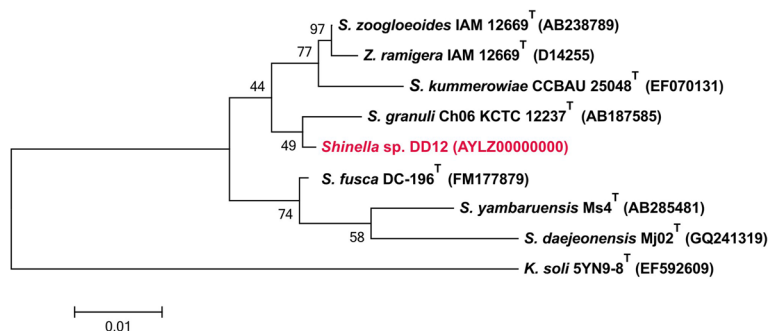 97
S. zoogloeoides IAM 12669T (AB238789)
Z. ramigera IAM 12669T (D14255)
77
S. kummerowiae CCBAU 25048T (EF070131)
44
S. granuli Ch06 KCTC 12237T (AB187585)
49
Shinella sp. DD12 (AYLZ00000000)
S. fusca DC-196T (FM177879)
74
S. yambaruensis Ms4T (AB285481)
58
S. daejeonensis Mj02T (GQ241319)
K. soli 5YN9-8T (EF592609)
0.01